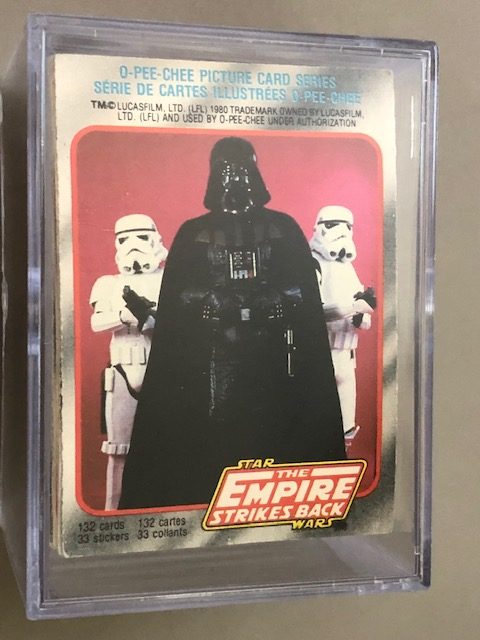 O-PEE-CHEE PICTURE CARD SERIES
SÉRIE DE CARTES ILLUSTRÉES O-PEE-CHEE
TM:© LUCASFILM, LTD. (LFL) 1980 TRADEMARK OWNED BY LUCASFILM,
LTD. (LFL) AND USED BY O-PEE-CHEE UNDER AUTHORIZATION
STAR
THE
EMPIRE
STRIKES BACK
WARS
132 cards 132 cartes
33 stickers 33 collants